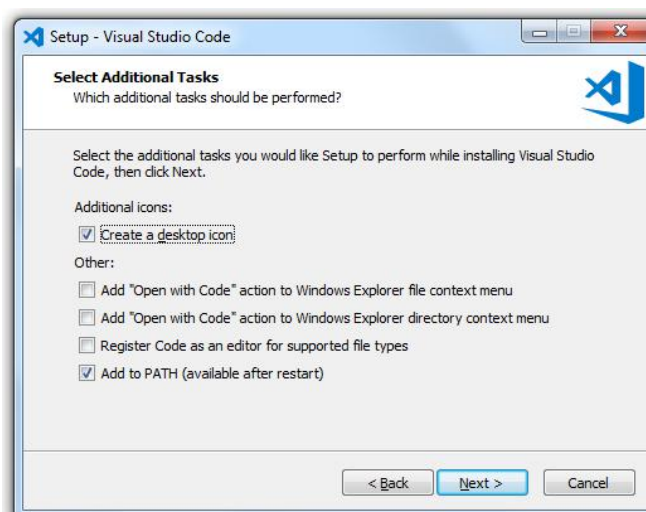 Setup - Visual Studio Code
Select Additional Tasks
Which additional tasks should be performed?
Select the additional tasks you would like Setup to perform while installing Visual Studio
Code, then click Next.
Additional icons:
Create a desktop icon
Other:
Add "Open with Code" action to Windows Explorer file context menu
Add "Open with Code" action to Windows Explorer directory context menu
Register Code as an editor for supported file types
Add to PATH (available after restart)
< Back
Next >
Cancel